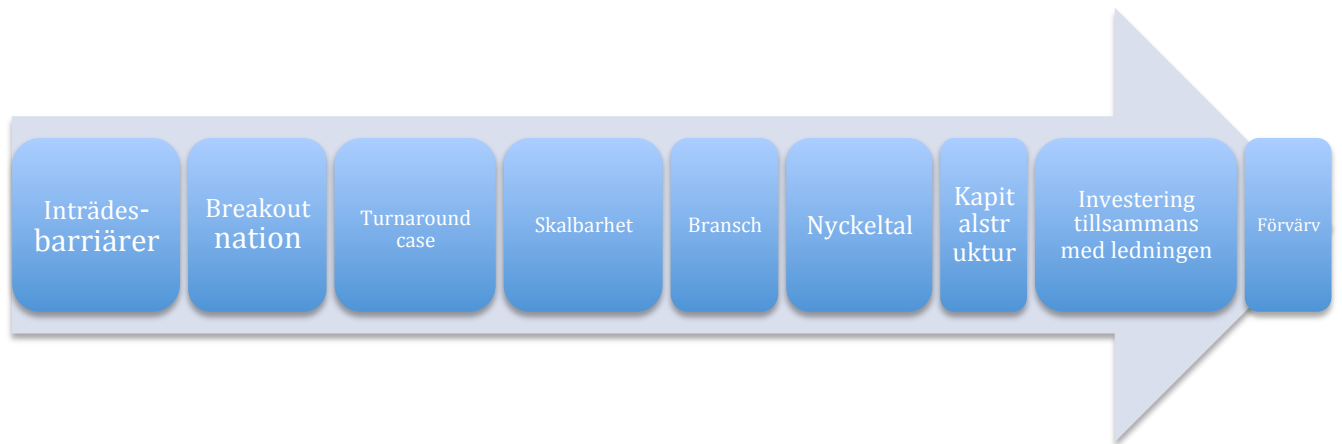 Inträdes-
barriärer
Breakout
nation
Turnaround
case
Skalbarhet
Bransch
Nyckeltal
Kapit
alstr
uktur
Investering
tillsammans
med ledningen
Förvärv